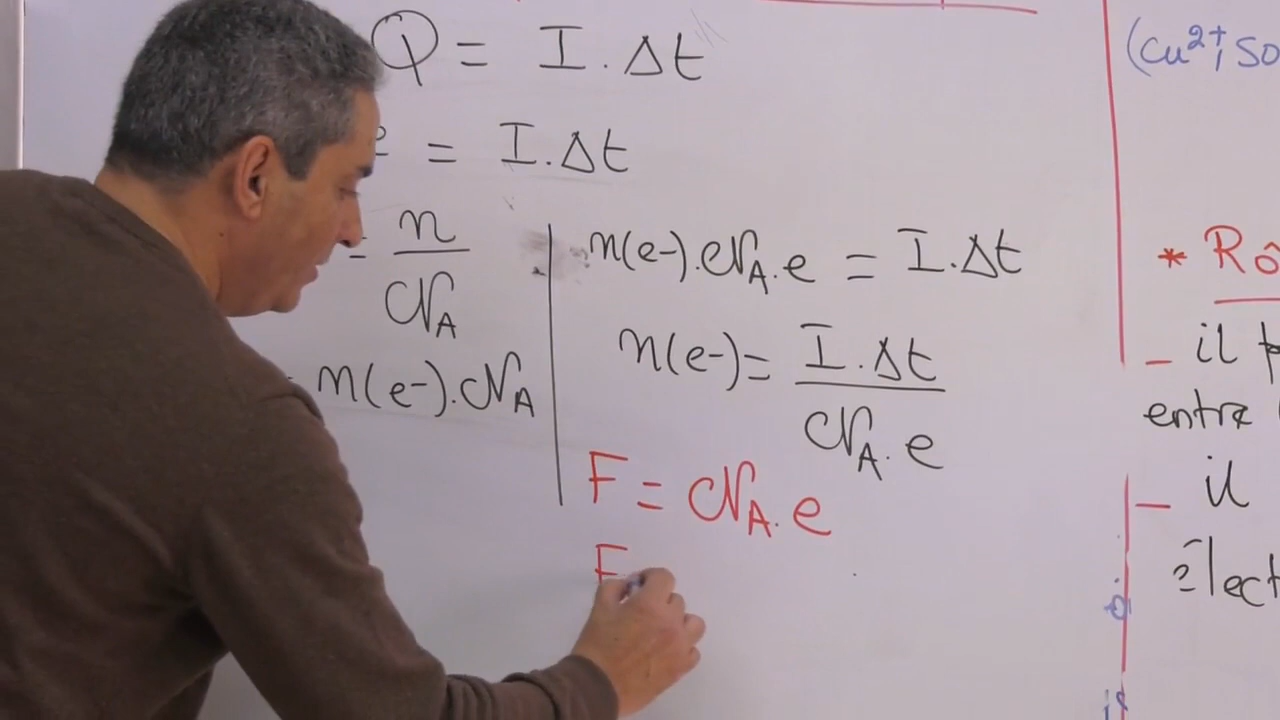 Q = I.Δt
= I.Δt
n
𝒩A
= n(e-).𝒩A
n(e-).𝒩A.e = I.Δt
n(e-) = I.Δt
𝒩A.e
F = 𝒩A.e
F
(Cu²⁺, SO
* Rô
- il
entre
- il
élect